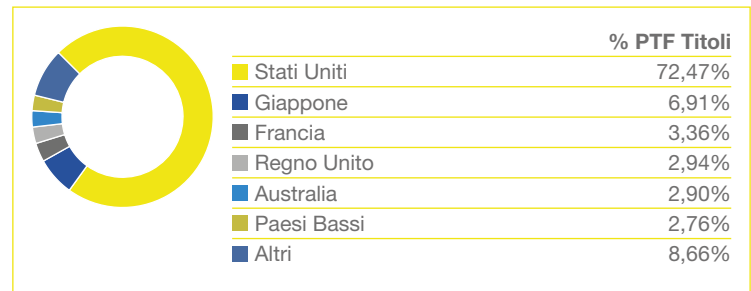 % PTF Titoli
Stati Uniti 72,47%
Giappone 6,91%
Francia 3,36%
Regno Unito 2,94%
Australia 2,90%
Paesi Bassi 2,76%
Altri 8,66%